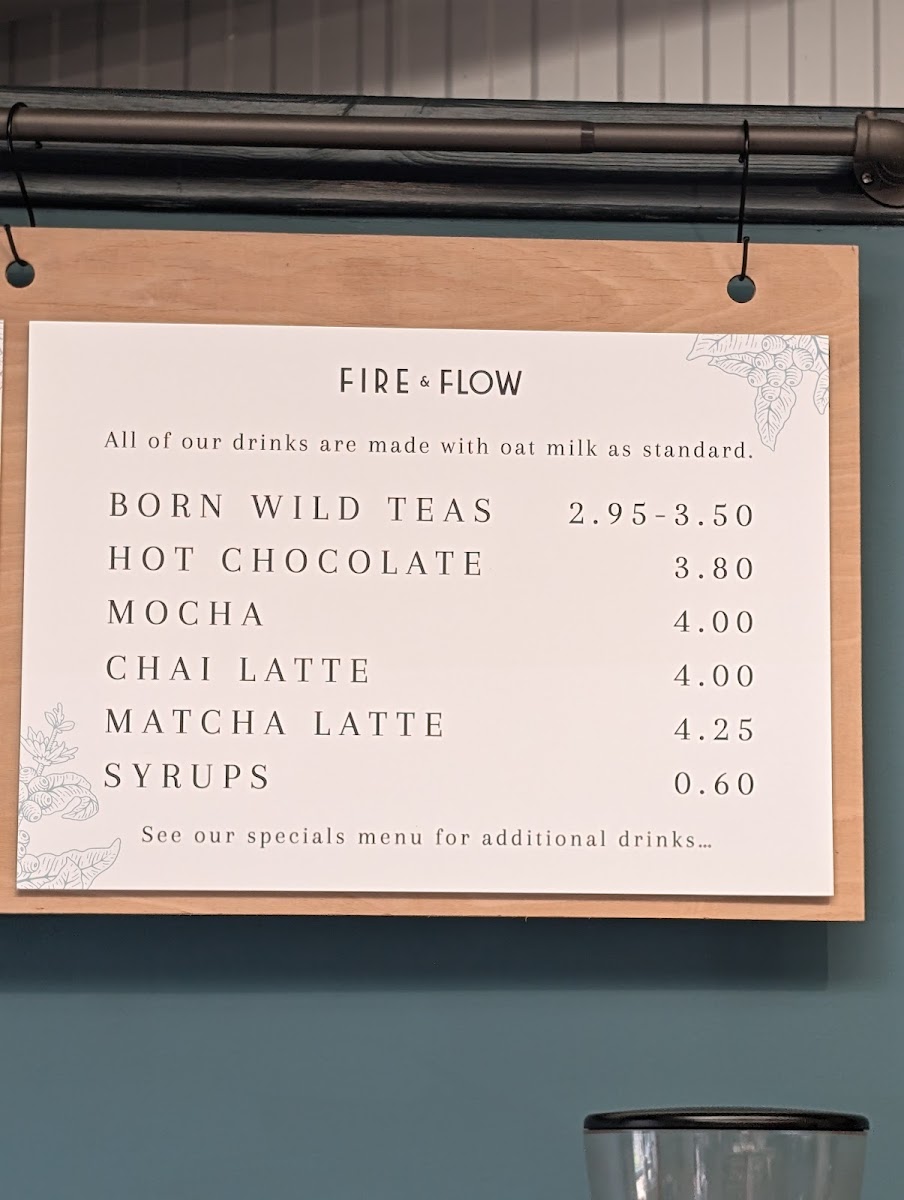 FIRE & FLOW
All of our drinks are made with oat milk as standard.
BORN WILD TEAS 2.95-3.50
HOT CHOCOLATE 3.80
MOCHA 4.00
CHAI LATTE 4.00
MATCHA LATTE 4.25
SYRUPS 0.60
See our specials menu for additional drinks…